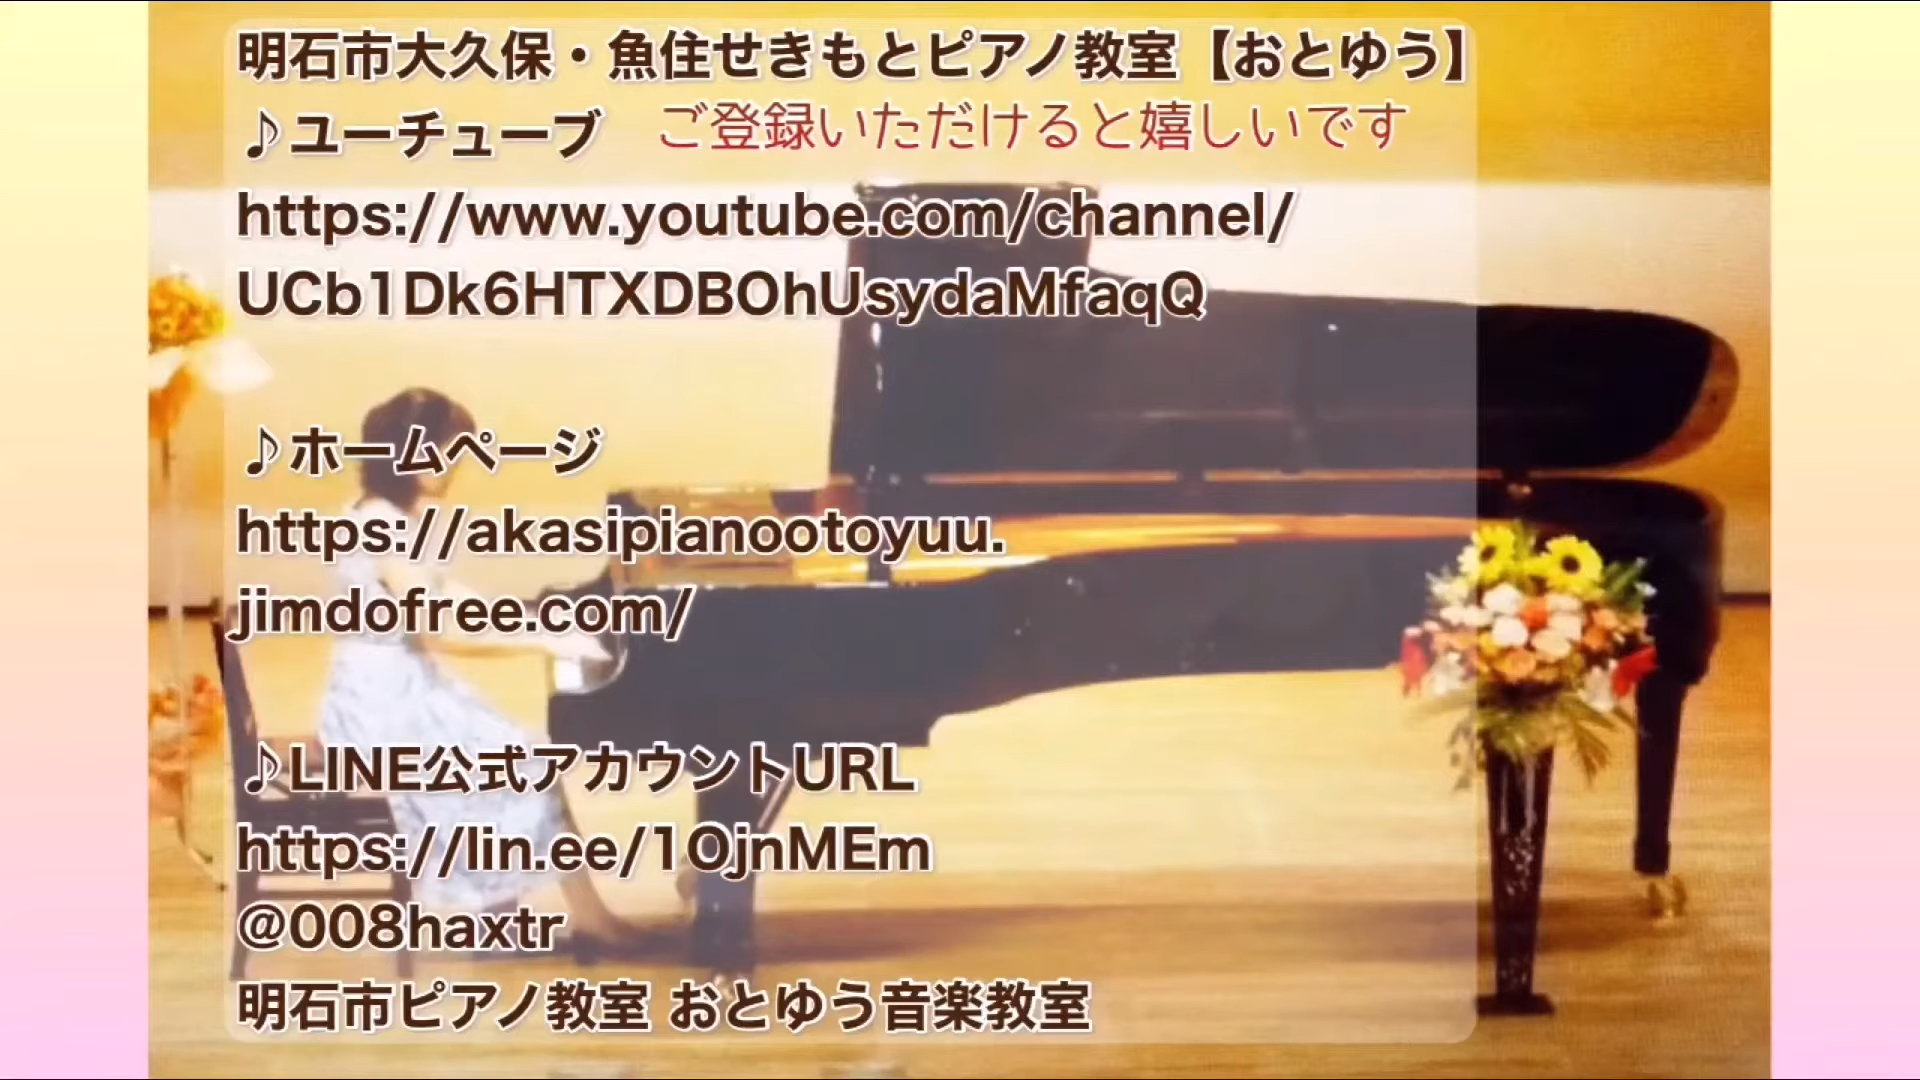 明石市大久保・魚住せきもとピアノ教室【おとゆう】
♪ユーチューブ　ご登録いただけると嬉しいです
https://www.youtube.com/channel/
UCb1Dk6HTXDBOhUsydaMfaqQ
♪ホームページ
https://akasipianootoyuu.
jimdofree.com/
♪LINE公式アカウントURL
https://lin.ee/1OjnMEm
@008haxtr
明石市ピアノ教室 おとゆう音楽教室